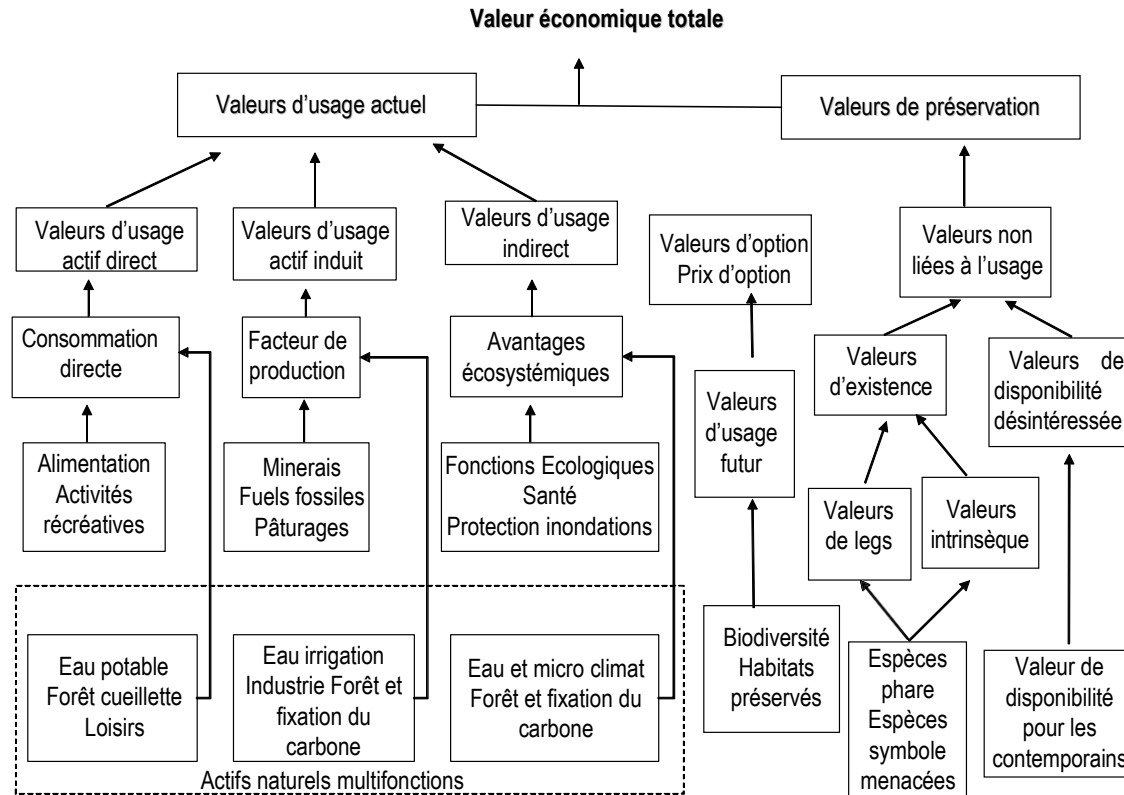 Valeur économique totale
Valeurs d'usage actuel
Valeurs de préservation
Valeurs d'usage
actif direct
Valeurs d'usage
actif induit
Valeurs d'usage
indirect
Valeurs d'option
Prix d'option
Valeurs non
liées à l'usage
Consommation
directe
Facteur de
production
Avantages
écosystémiques
Valeurs
d'usage
futur
Valeurs
d'existence
Valeurs de
disponibilité
désintéressée
Alimentation
Activités
récréatives
Minerais
Fuels fossiles
Pâturages
Fonctions Ecologiques
Santé
Protection inondations
Valeurs
de legs
Valeurs
intrinsèque
Eau potable
Forêt cueillette
Loisirs
Eau irrigation
Industrie Forêt et
fixation du
carbone
Eau et micro climat
Forêt et fixation du
carbone
Biodiversité
Habitats
préservés
Espèces
phare
Espèces
symbole
menacées
Valeur de
disponibilité
pour les
contemporains
Actifs naturels multifonctions